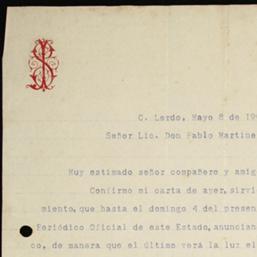 C. Lerdo, Mayo 8 de 19
Señor Lic. Don Pablo Martine
Muy estimado señor compañero y amig
Confirmo mi carta de ayer, sirvi
miento, que hasta el domingo 4 del presen
Periódico Oficial de este Estado, anuncian
co, de manera que el último verá la luz el